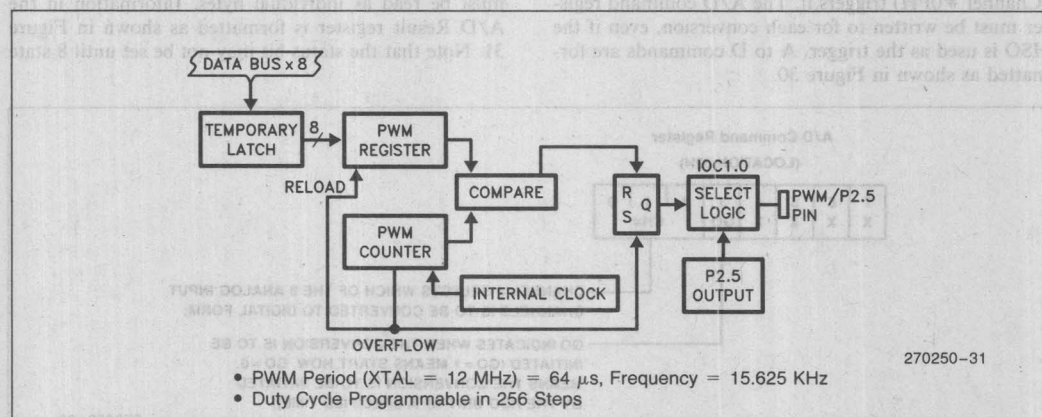 DATA BUS x 8
TEMPORARY
LATCH
8
PWM
REGISTER
RELOAD
COMPARE
PWM
COUNTER
INTERNAL CLOCK
OVERFLOW
R
S
Q
IOC1.0
SELECT
LOGIC
PWM/P2.5
PIN
P2.5
OUTPUT
270250-31
• PWM Period (XTAL = 12 MHz) = 64 μs, Frequency = 15.625 KHz
• Duty Cycle Programmable in 256 Steps